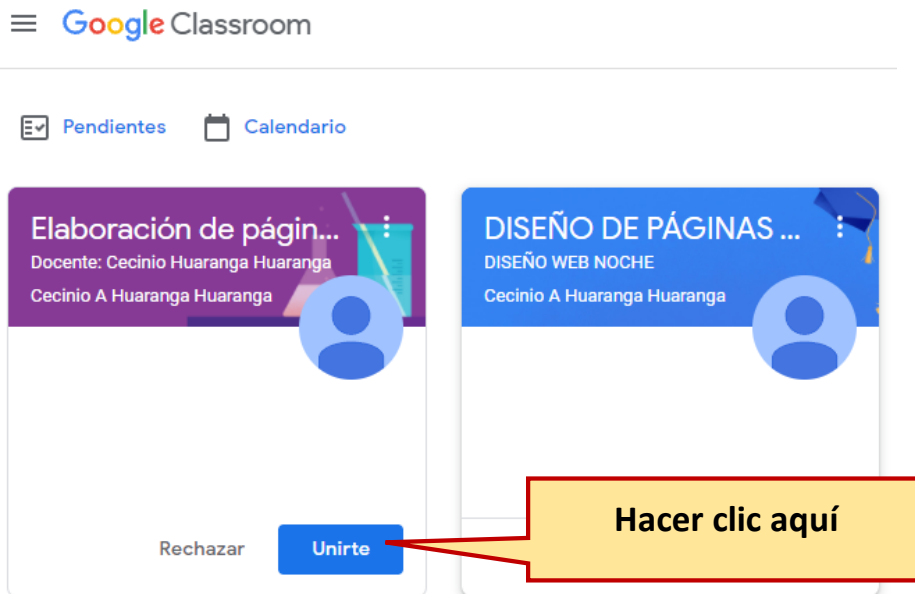 Google Classroom
Pendientes
Calendario
Elaboración de págin...
Docente: Cecinio Huaranga Huaranga
Cecinio A Huaranga Huaranga
DISEÑO DE PÁGINAS ...
DISEÑO WEB NOCHE
Cecinio A Huaranga Huaranga
Rechazar
Unirte
Hacer clic aquí